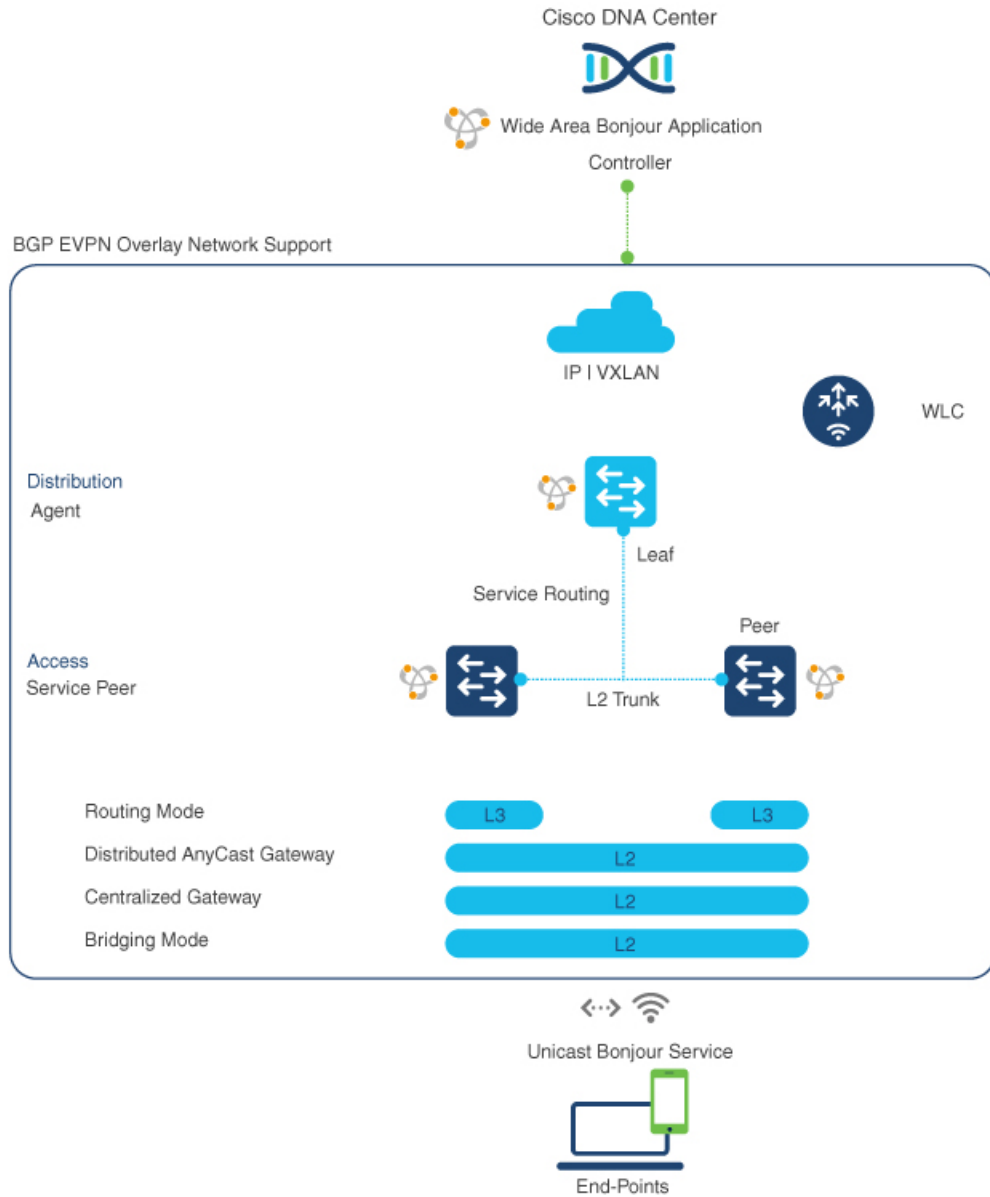 Cisco DNA Center
Wide Area Bonjour Application
Controller
BGP EVPN Overlay Network Support
IP | VXLAN
WLC
Distribution
Agent
Leaf
Service Routing
Peer
Access
Service Peer
L2 Trunk
Routing Mode
L3
L3
Distributed AnyCast Gateway
L2
Centralized Gateway
L2
Bridging Mode
L2
Unicast Bonjour Service
End-Points